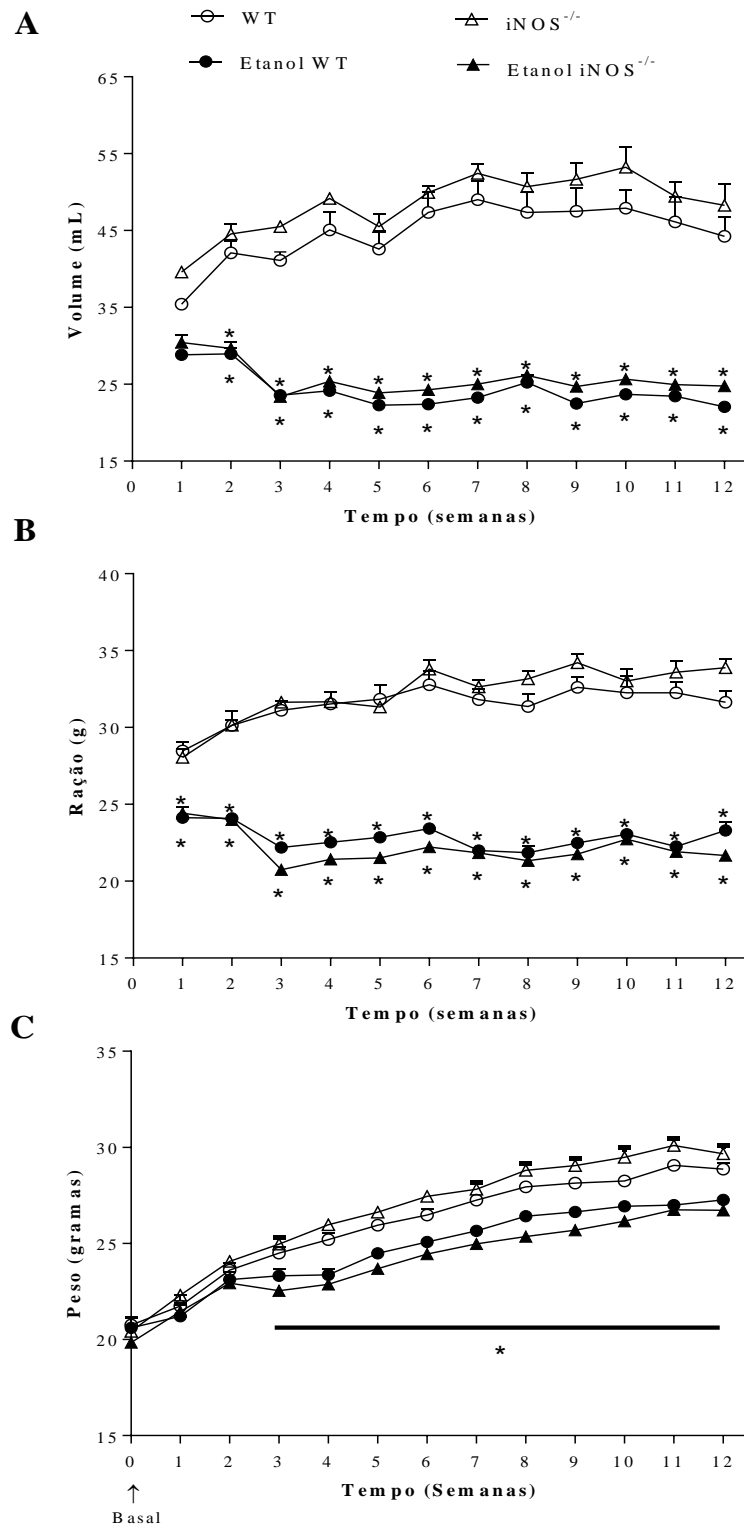 A
WT
iNOS-/-
Etanol WT
Etanol iNOS-/-
Volume (mL)
65
55
45
35
25
15
* * * * * * * * * * *
* * * * * * * * * * *
0 1 2 3 4 5 6 7 8 9 10 11 12
Tempo (semanas)
B
Ração (g)
40
35
30
25
20
15
* * * * * * * * * * * *
* * * * * * * * * * * *
0 1 2 3 4 5 6 7 8 9 10 11 12
Tempo (semanas)
C
Peso (gramas)
35
30
25
20
15
*
0 1 2 3 4 5 6 7 8 9 10 11 12
↑
Tempo (Semanas)
Basal